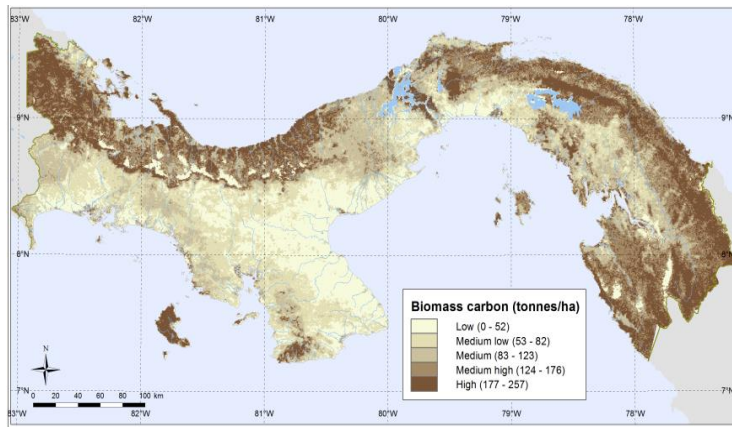 83°W 82°W 81°W 80°W 79°W 78°W
9°N 9°N
8°N 8°N
7°N 7°N
Biomass carbon (tonnes/ha)
Low (0 - 52)
Medium low (53 - 82)
Medium (83 - 123)
Medium high (124 - 176)
High (177 - 257)
N
0 20 40 60 80 100 km
83°W 82°W 81°W 80°W 79°W 78°W